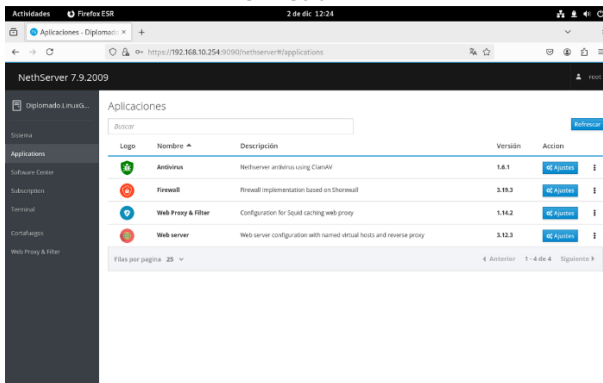 Actividades Firefox ESR 2 de dic 12:24
Aplicaciones - Diplomado × +
https://192.168.10.254:9090/nethserver#/applications
NethServer 7.9.2009 root
Diplomado.LinuxG...
Sistema
Applications
Software Center
Subscription
Terminal
Cortafuegos
Web Proxy & Filter
Aplicaciones
Buscar Refrescar
Logo Nombre Descripción Versión Accion
Antivirus Nethserver antivirus using ClamAV 1.6.1 Ajustes
Firewall Firewall implementation based on Shorewall 3.19.3 Ajustes
Web Proxy & Filter Configuration for Squid caching web proxy 1.14.2 Ajustes
Web server Web server configuration with named virtual hosts and reverse proxy 3.12.3 Ajustes
Filas por pagina 25 Anterior 1 - 4 de 4 Siguiente